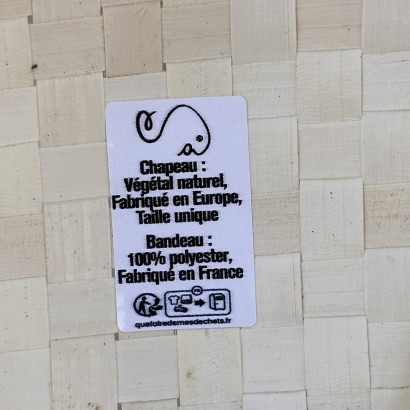 Chapeau :
Végétal naturel,
Fabriqué en Europe,
Taille unique
Bandeau :
100% polyester,
Fabriqué en France
quefairedemesdechets.fr